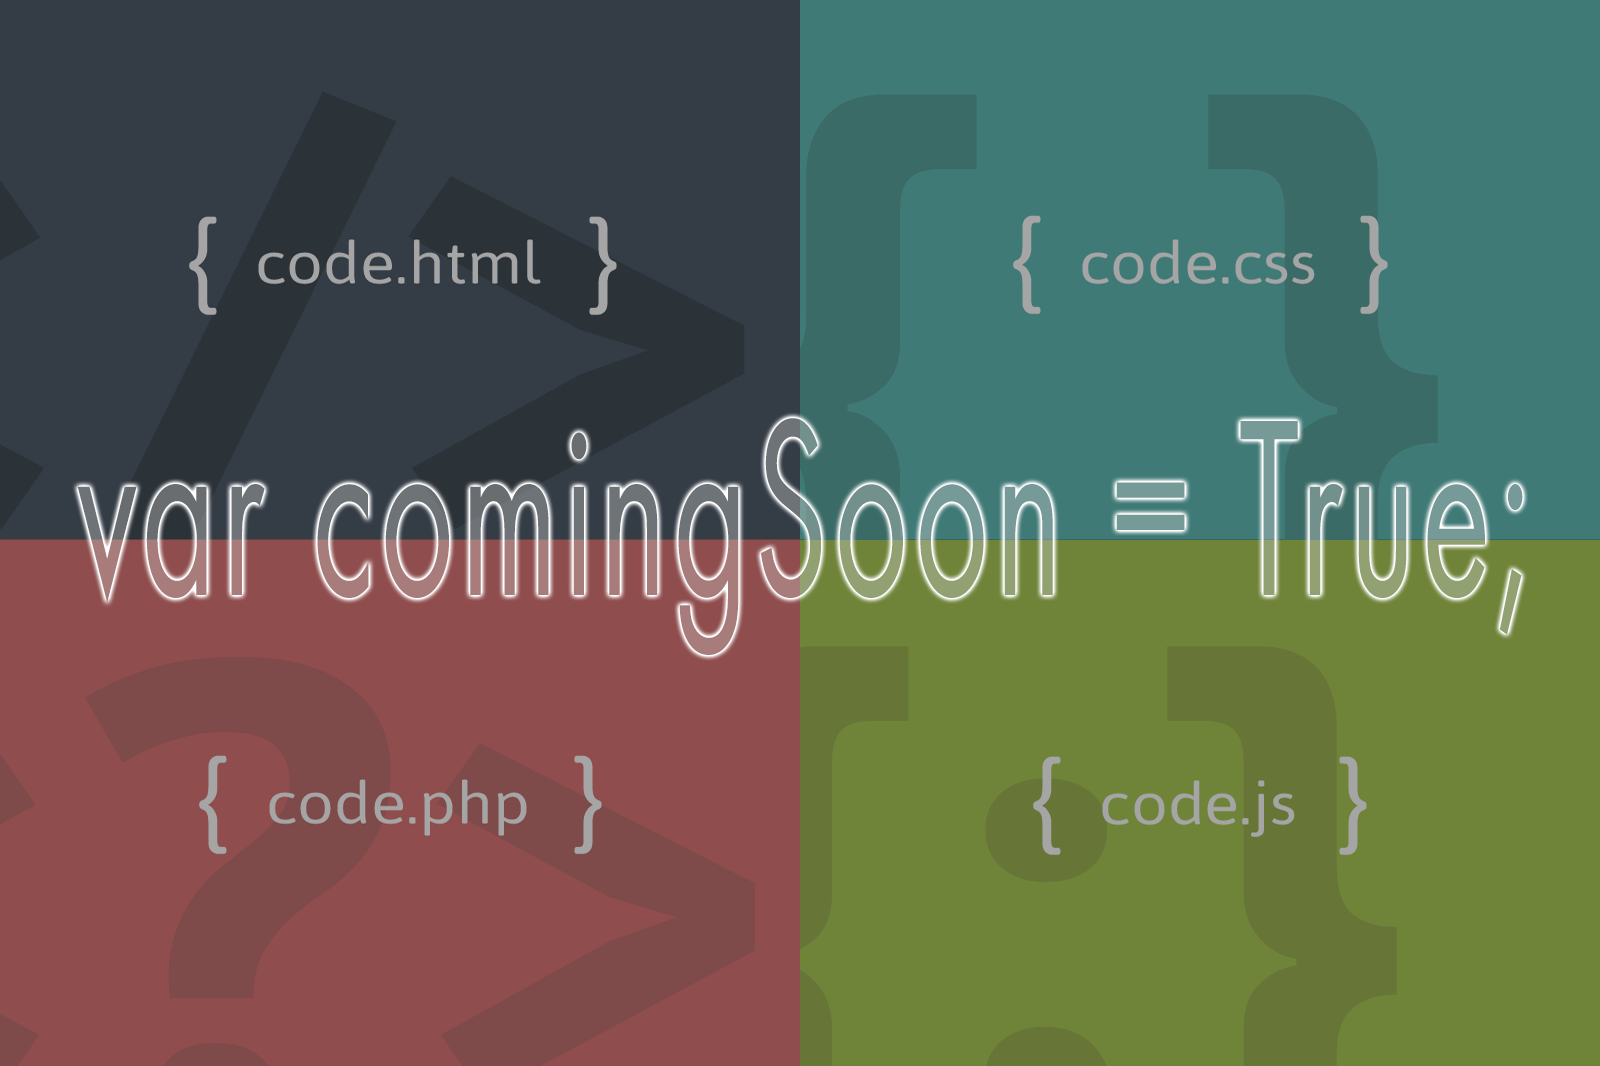 { code.html }
{ code.css }
var comingSoon = True;
{ code.php }
{ code.js }